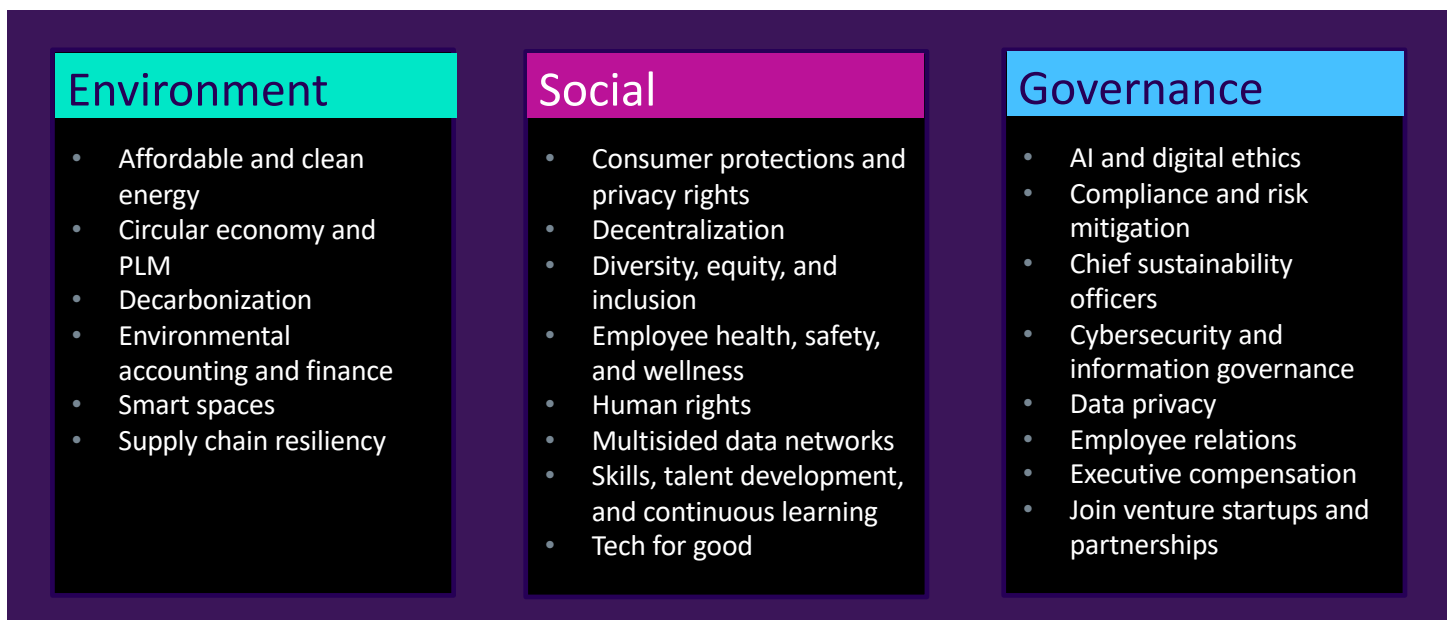 Environment
• Affordable and clean
energy
• Circular economy and
PLM
• Decarbonization
• Environmental
accounting and finance
• Smart spaces
• Supply chain resiliency
Social
• Consumer protections and
privacy rights
• Decentralization
• Diversity, equity, and
inclusion
• Employee health, safety,
and wellness
• Human rights
• Multisided data networks
• Skills, talent development,
and continuous learning
• Tech for good
Governance
• AI and digital ethics
• Compliance and risk
mitigation
• Chief sustainability
officers
• Cybersecurity and
information governance
• Data privacy
• Employee relations
• Executive compensation
• Join venture startups and
partnerships